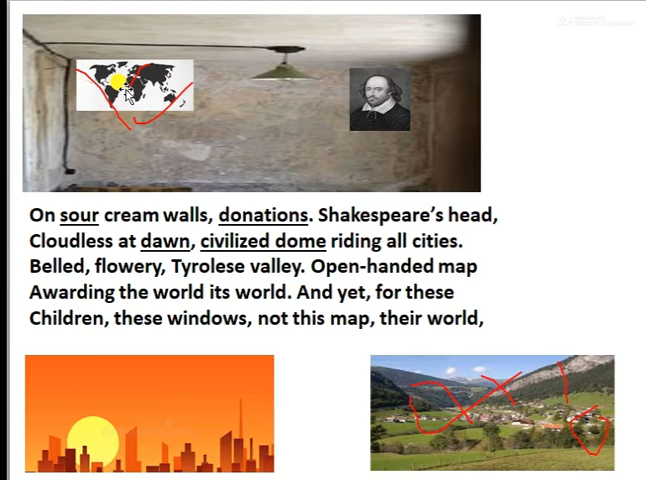 On sour cream walls, donations. Shakespeare's head,
Cloudless at dawn, civilized dome riding all cities.
Belled, flowery, Tyrolese valley. Open-handed map
Awarding the world its world. And yet, for these
Children, these windows, not this map, their world,